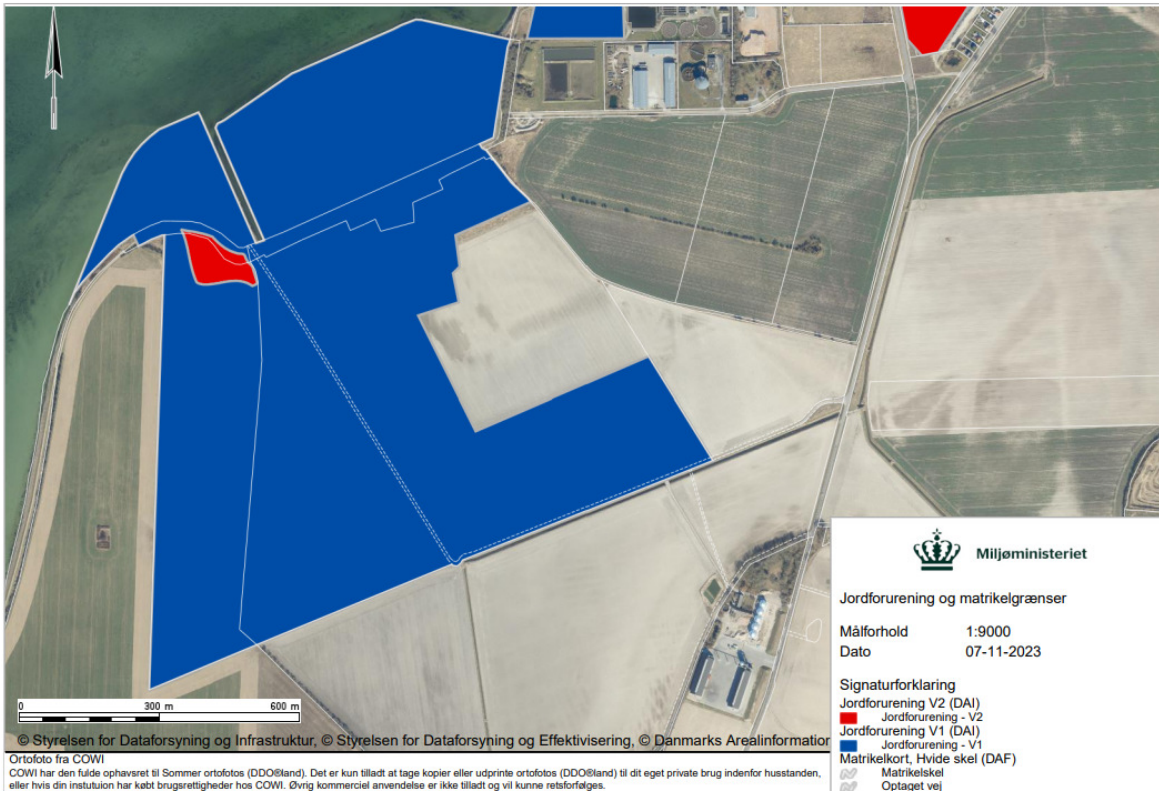 Miljøministeriet
Jordforurening og matrikelgrænser
Målforhold 1:9000
Dato 07-11-2023
Signaturforklaring
Jordforurening V2 (DAI)
Jordforurening - V2
Jordforurening V1 (DAI)
Jordforurening - V1
Matrikelkort, Hvide skel (DAF)
Matrikelskel
Optaget vej
0 300 m 600 m
© Styrelsen for Dataforsyning og Infrastruktur, © Styrelsen for Dataforsyning og Effektivisering, © Danmarks Arealinformation
Ortofoto fra COWI
COWI har den fulde ophavsret til Sommer ortofotos (DDO®land). Det er kun tilladt at tage kopier eller udprinte ortofotos (DDO®land) til dit eget private brug indenfor husstanden,
eller hvis din instutuion har købt brugsrettigheder hos COWI. Øvrig kommerciel anvendelse er ikke tilladt og vil kunne retsforfølges.